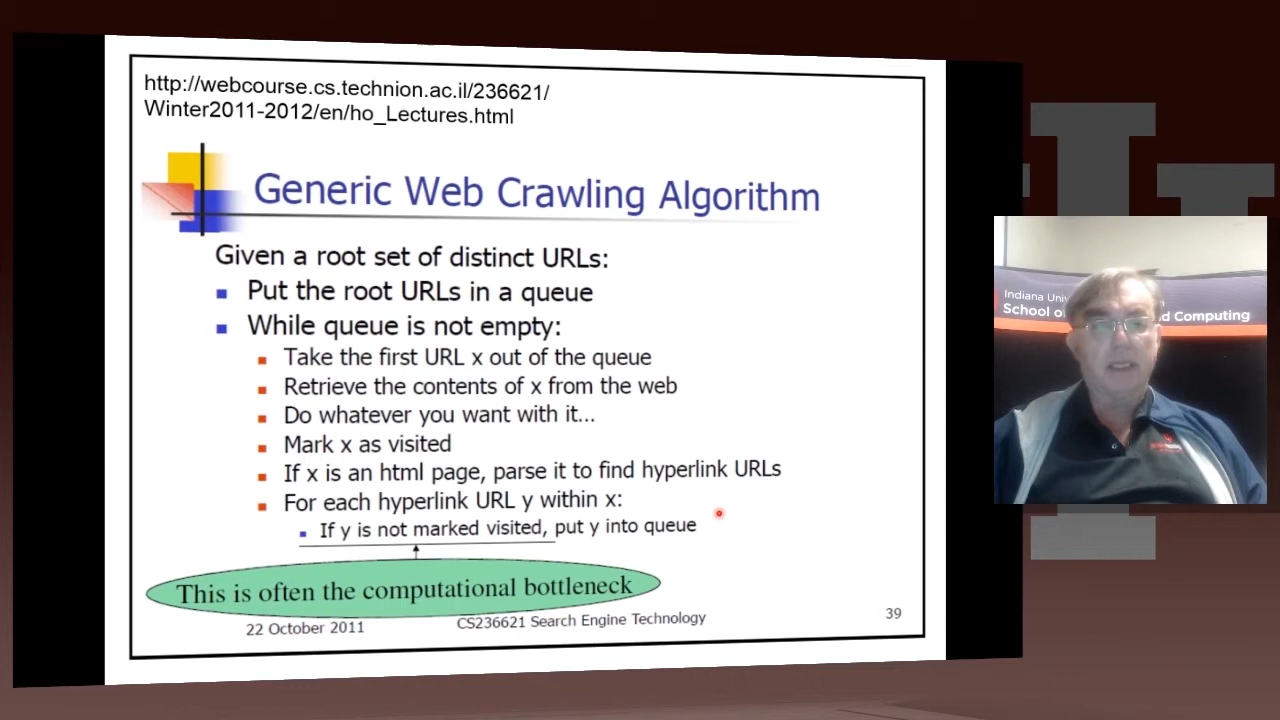 http://webcourse.cs.technion.ac.il/236621/
Winter2011-2012/en/ho_Lectures.html
Generic Web Crawling Algorithm
Given a root set of distinct URLs:
Put the root URLs in a queue
While queue is not empty:
Take the first URL x out of the queue
Retrieve the contents of x from the web
Do whatever you want with it...
Mark x as visited
If x is an html page, parse it to find hyperlink URLs
For each hyperlink URL y within x:
If y is not marked visited, put y into queue
This is often the computational bottleneck
22 October 2011
CS236621 Search Engine Technology
39
Indiana
School of d Computing